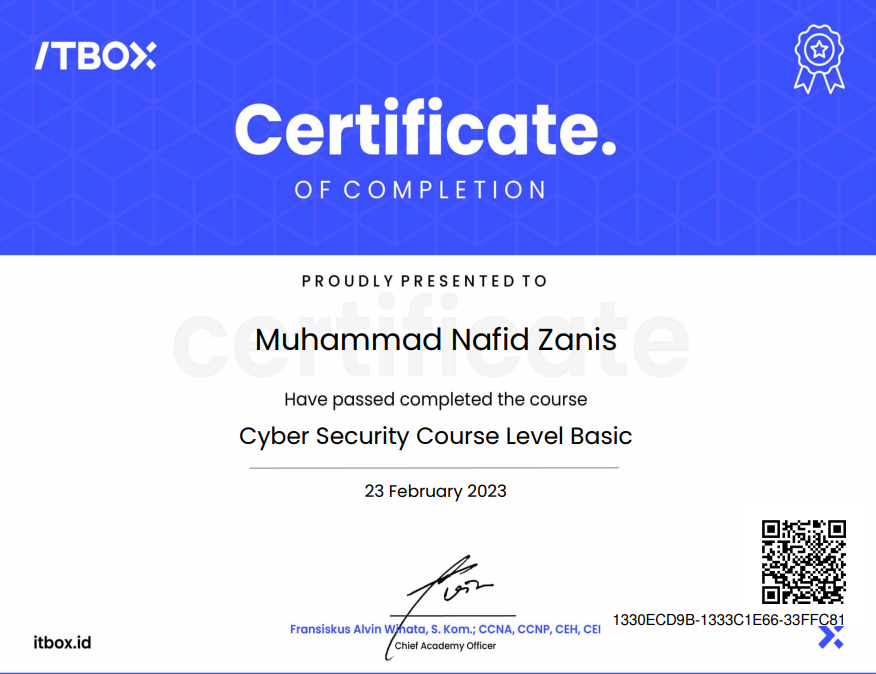 ITBOX
Certificate.
OF COMPLETION
PROUDLY PRESENTED TO
certificate
Muhammad Nafid Zanis
Have passed completed the course
Cyber Security Course Level Basic
23 February 2023
Fransiskus Alvin Winata, S. Kom.; CCNA, CCNP, CEH, CEI
Chief Academy Officer
1330ECD9B-1333C1E66-33FFC81
itbox.id